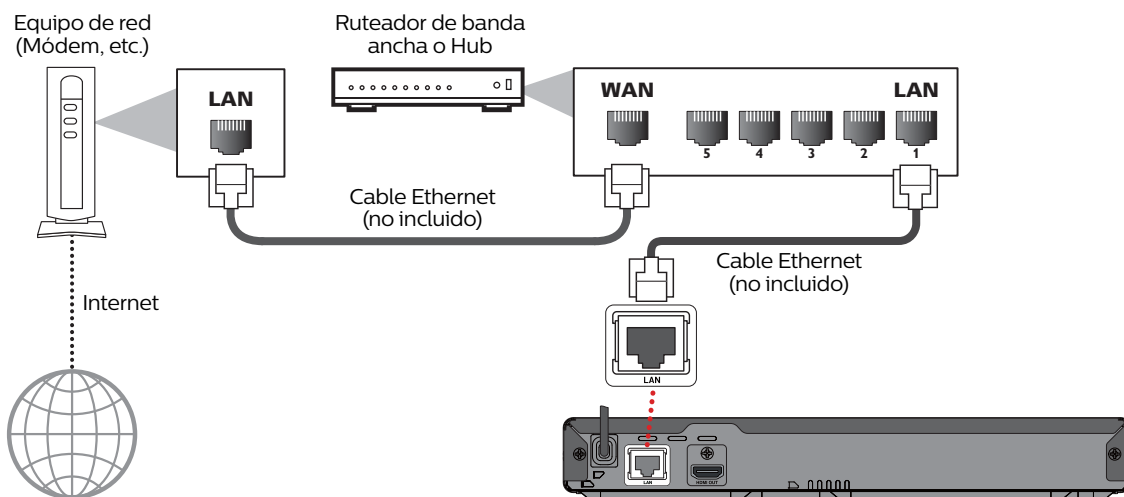 Equipo de red
(Módem, etc.)
Ruteador de banda
ancha o Hub
LAN
WAN
LAN
5
4
3
2
1
Cable Ethernet
(no incluido)
Cable Ethernet
(no incluido)
Internet
LAN
LAN
HDMI OUT